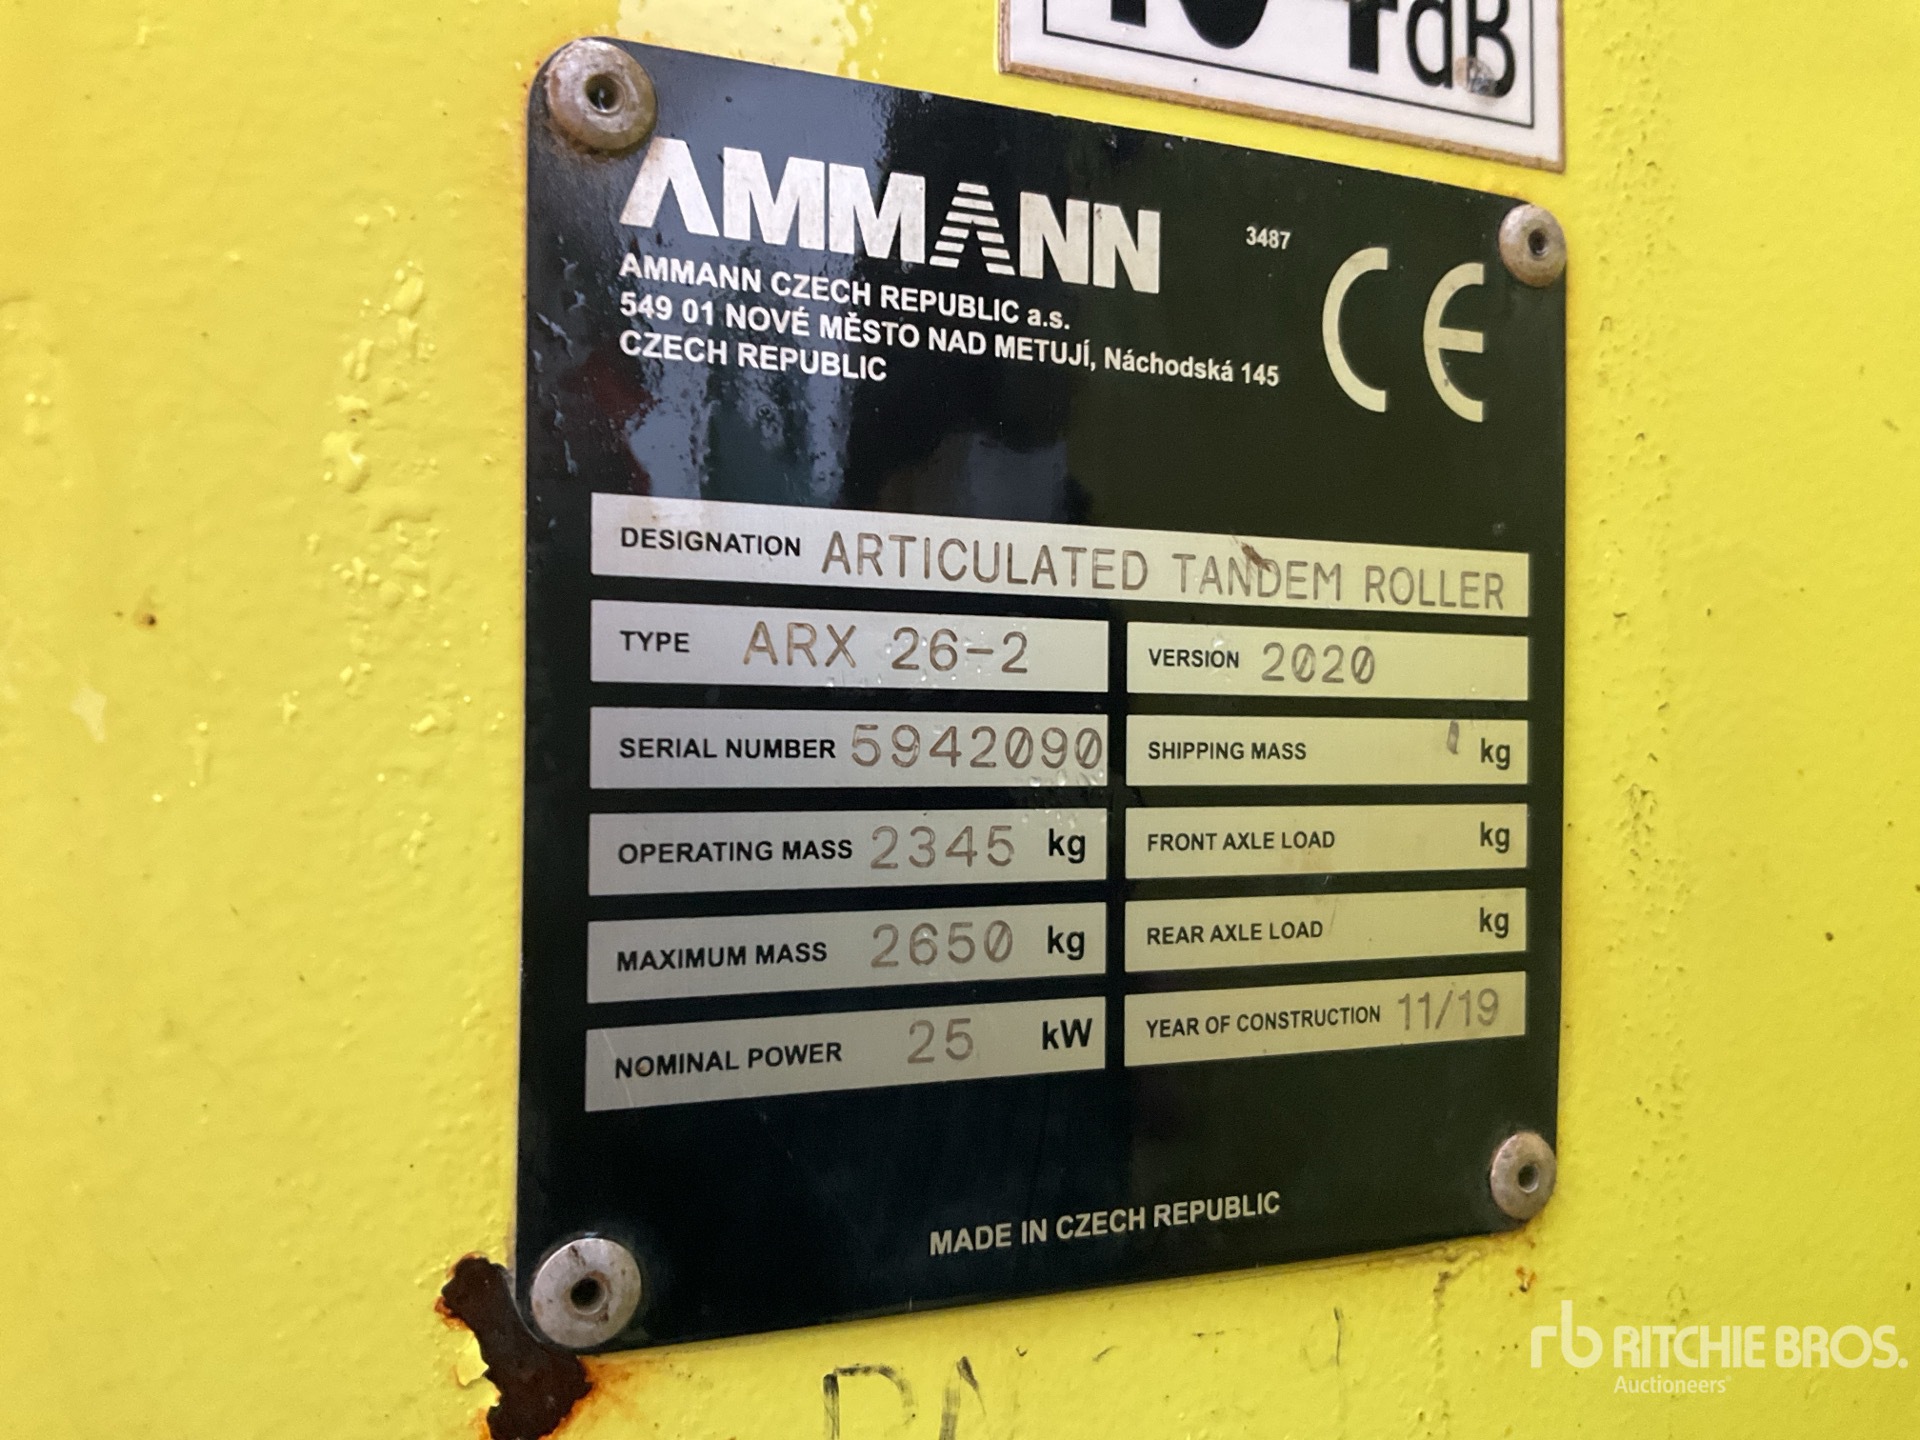 dB
AMMANN
3487
CE
AMMANN CZECH REPUBLIC a.s.
549 01 NOVÉ MĚSTO NAD METUJÍ, Náchodská 145
CZECH REPUBLIC
DESIGNATION ARTICULATED TANDEM ROLLER
TYPE ARX 26-2
VERSION 2020
SERIAL NUMBER 5942090
SHIPPING MASS kg
OPERATING MASS 2345 kg
FRONT AXLE LOAD kg
MAXIMUM MASS 2650 kg
REAR AXLE LOAD kg
NOMINAL POWER 25 kW
YEAR OF CONSTRUCTION 11/19
MADE IN CZECH REPUBLIC
rb RITCHIE BROS.
Auctioneers